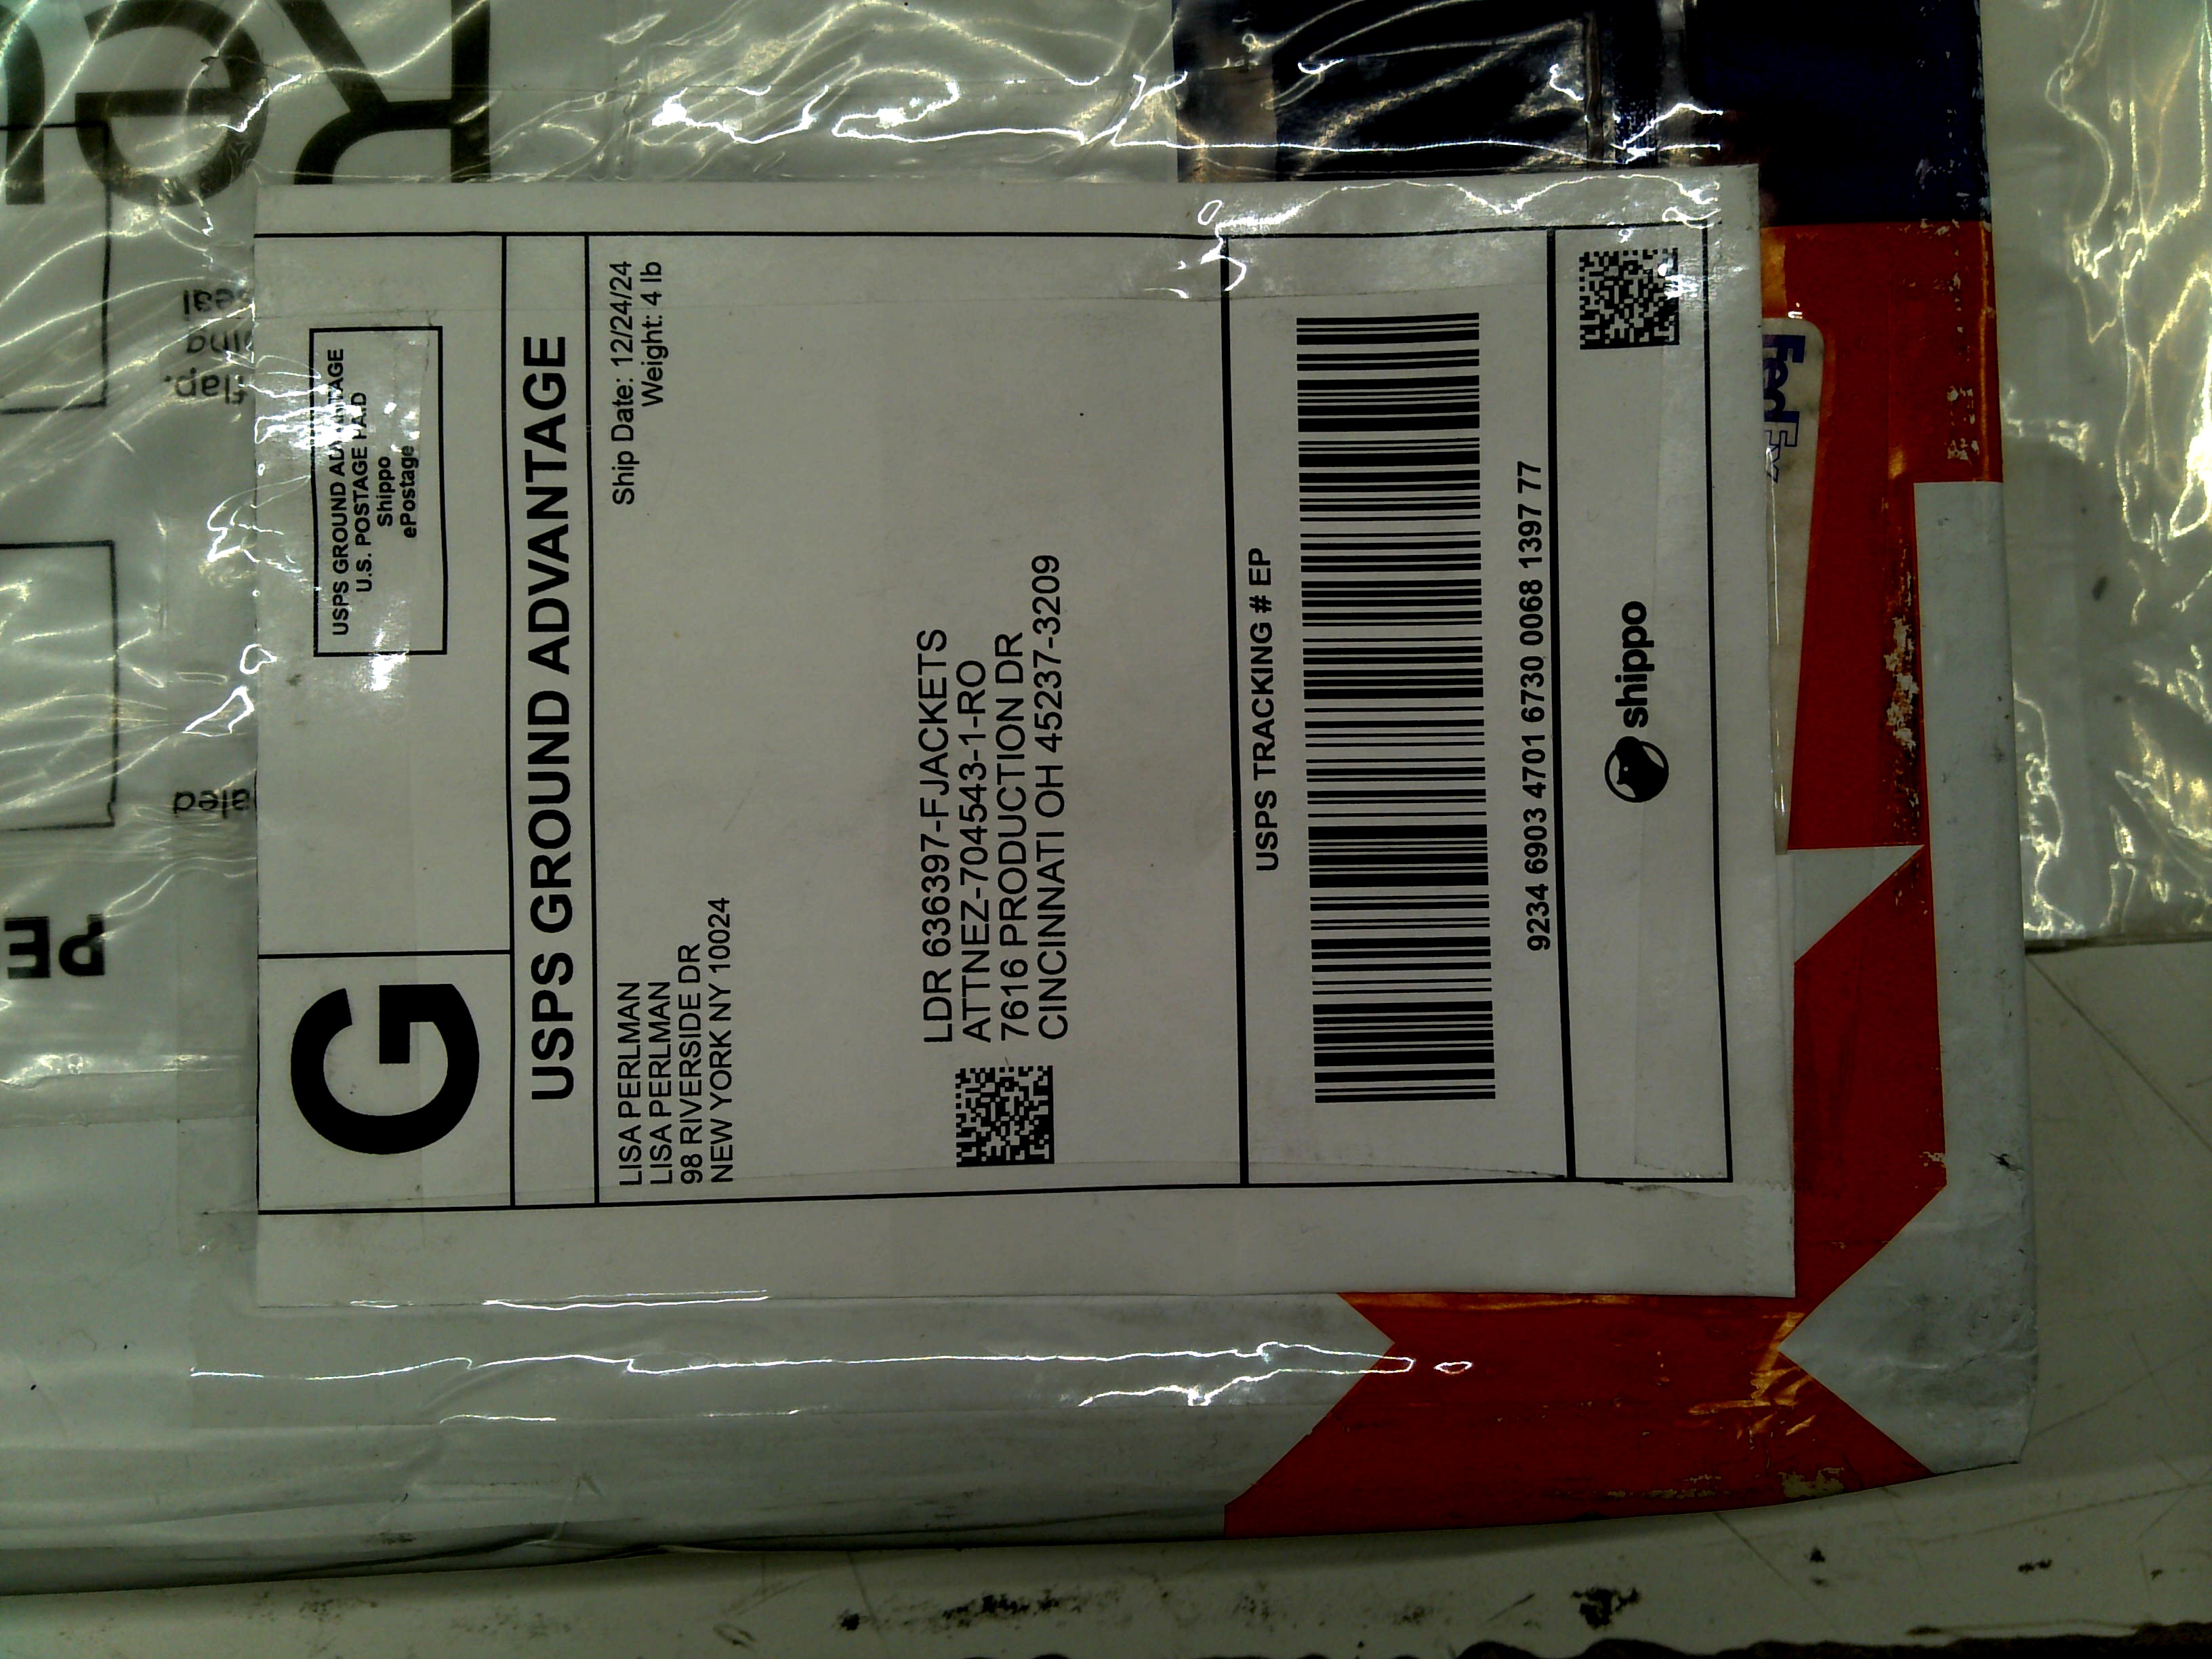 G
USPS GROUND ADVANTAGE
U.S. POSTAGE PAID
Shippo
ePostage
USPS GROUND ADVANTAGE
LISA PERLMAN
LISA PERLMAN
98 RIVERSIDE DR
NEW YORK NY 10024
Ship Date: 12/24/24
Weight: 4 lb
LDR 636397-FJACKETS
ATTNEZ-704543-1-RO
7616 PRODUCTION DR
CINCINNATI OH 45237-3209
USPS TRACKING # EP
9234 6903 4701 6730 0068 1397 77
shippo
FedEx
flap.